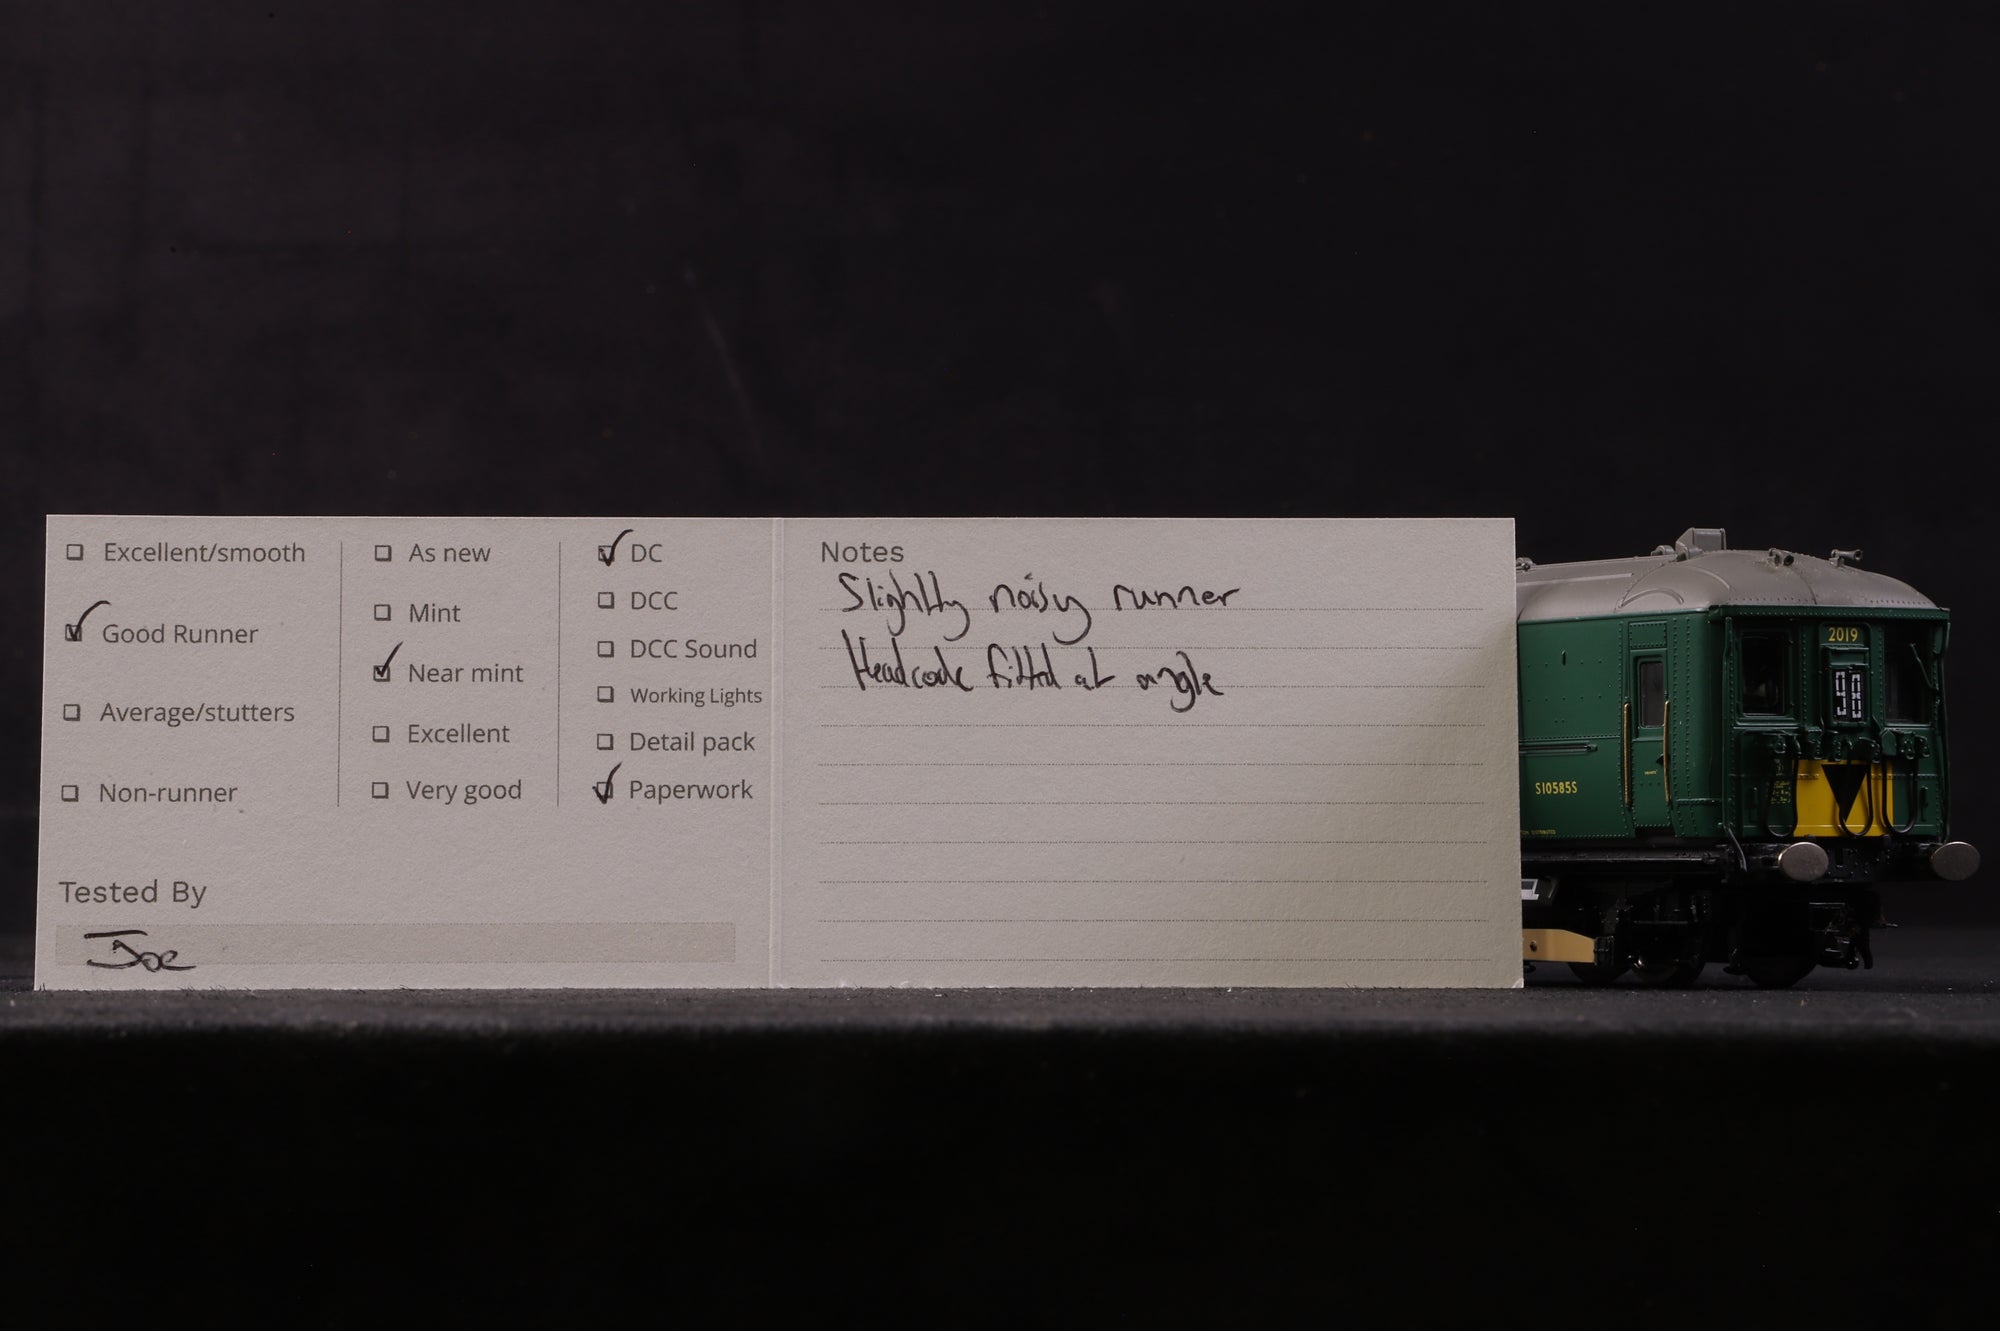 Excellent/smooth
Good Runner
Average/stutters
Non-runner
As new
Mint
Near mint
Excellent
Very good
DC
DCC
DCC Sound
Working Lights
Detail pack
Paperwork
Tested By
Joe
Notes
Slightly noisy runner
Headcode fitted at angle
2019
90
S10585S